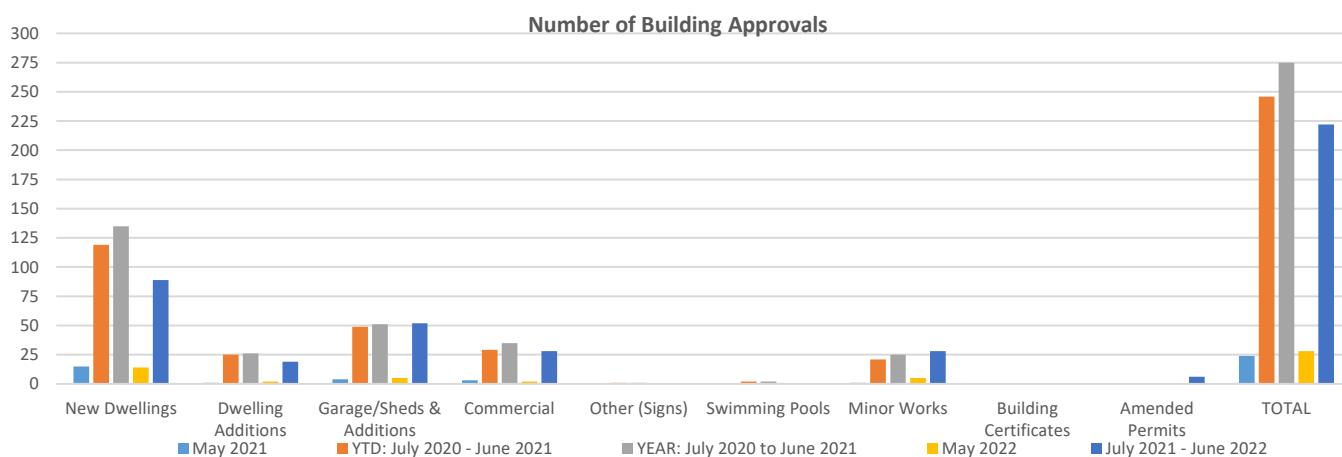 Number of Building Approvals
300
275
250
225
200
175
150
125
100
75
50
25
0
New Dwellings
Dwelling
Additions
Garage/Sheds &
Additions
Commercial
Other (Signs)
Swimming Pools
Minor Works
Building
Certificates
Amended
Permits
TOTAL
May 2021
YTD: July 2020 - June 2021
YEAR: July 2020 to June 2021
May 2022
July 2021 - June 2022